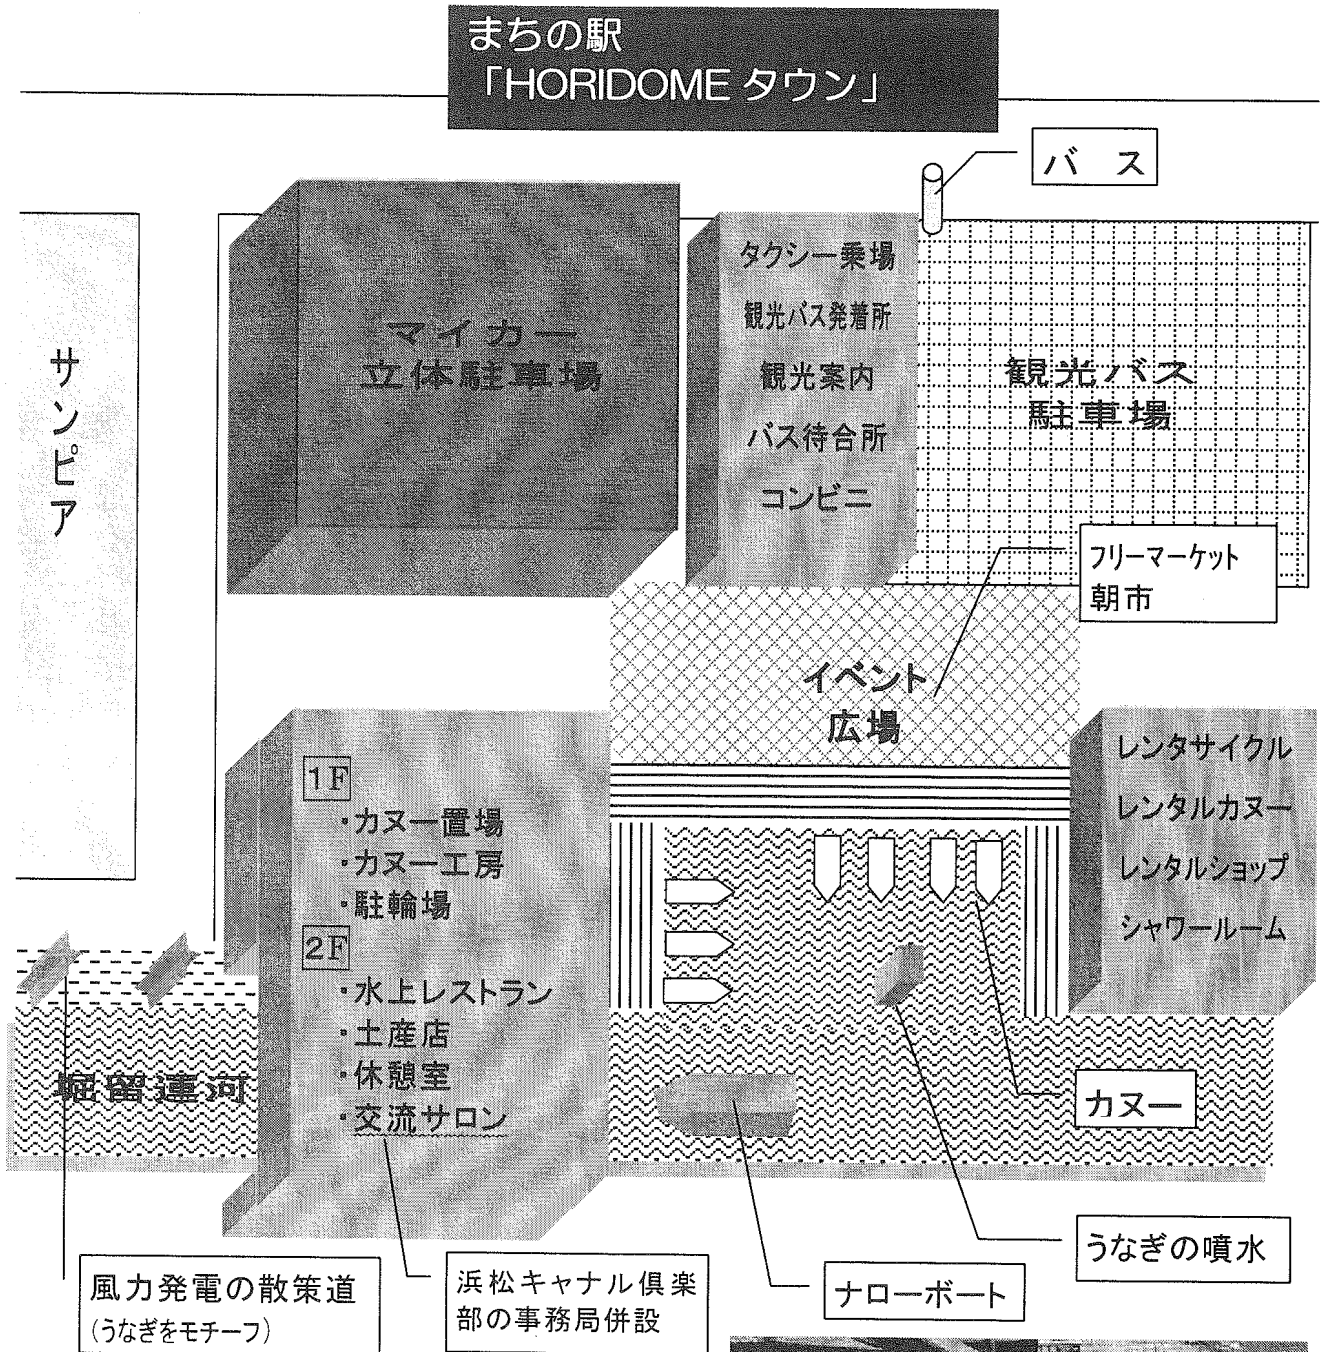 まちの駅
「HORIDOME タウン」
バ ス
サンピア
マイカー
立体駐車場
タクシー乗場
観光バス発着所
観光案内
バス待合所
コンビニ
観光バス
駐車場
フリーマーケット
朝市
イベント
広場
1F
・カヌー置場
・カヌー工房
・駐輪場
2F
・水上レストラン
・土産店
・休憩室
・交流サロン
レンタサイクル
レンタルカヌー
レンタルショップ
シャワールーム
堀留運河
カヌー
うなぎの噴水
ナローボート
風力発電の散策道
(うなぎをモチーフ)
浜松キャナル倶楽
部の事務局併設